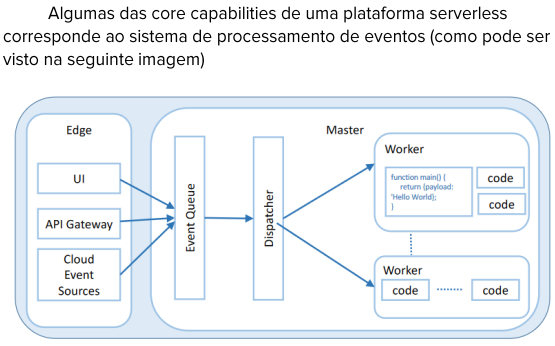 Algumas das core capabilities de uma plataforma serverless
corresponde ao sistema de processamento de eventos (como pode ser
visto na seguinte imagem)
Edge
UI
API Gateway
Cloud
Event
Sources
Event Queue
Dispatcher
Master
Worker
function main() {
return {payload:
'Hello World};
}
code
code
Worker
code
code